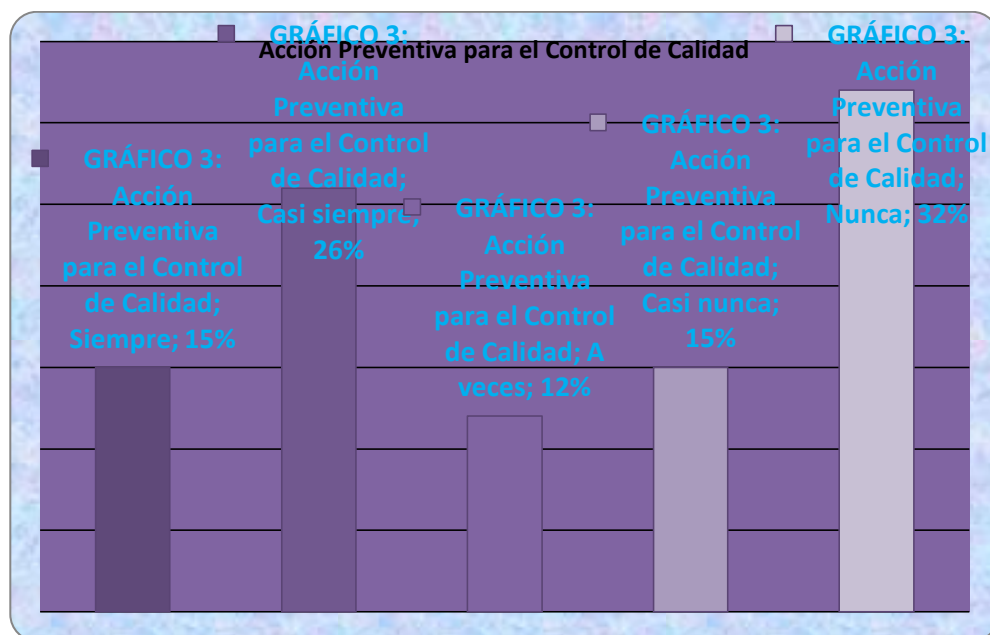 Acción Preventiva para el Control de Calidad
GRÁFICO 3:
Acción
Preventiva
para el Control
de Calidad;
Siempre; 15%
GRÁFICO 3:
Acción
Preventiva
para el Control
de Calidad;
Casi siempre;
26%
GRÁFICO 3:
Acción
Preventiva
para el Control
de Calidad; A
veces; 12%
GRÁFICO 3:
Acción
Preventiva
para el Control
de Calidad;
Casi nunca;
15%
GRÁFICO 3:
Acción
Preventiva
para el Control
de Calidad;
Nunca; 32%